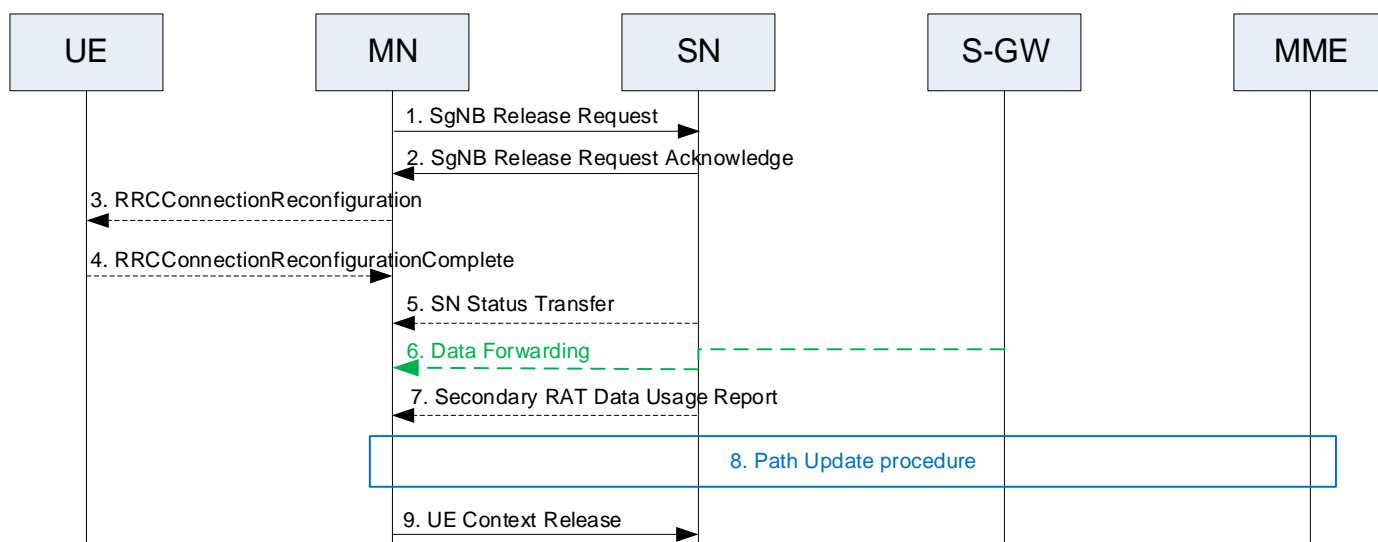 UE MN SN S-GW MME
1. SgNB Release Request
2. SgNB Release Request Acknowledge
3. RRCConnectionReconfiguration
4. RRCConnectionReconfigurationComplete
5. SN Status Transfer
6. Data Forwarding
7. Secondary RAT Data Usage Report
8. Path Update procedure
9. UE Context Release